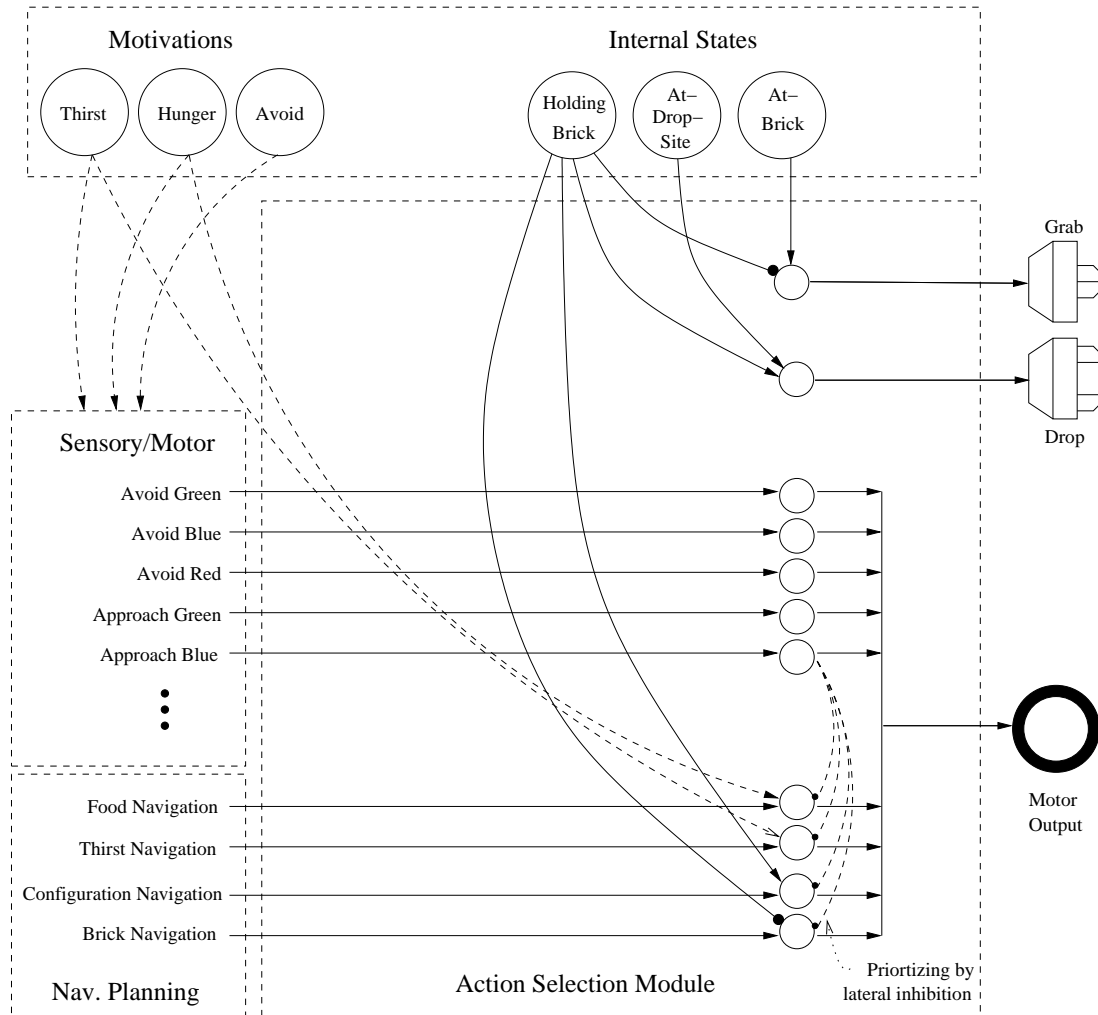 Motivations
Internal States
Thirst
Hunger
Avoid
Holding
Brick
At–
Drop–
Site
At–
Brick
Grab
Drop
Sensory/Motor
Avoid Green
Avoid Blue
Avoid Red
Approach Green
Approach Blue
Food Navigation
Thirst Navigation
Configuration Navigation
Brick Navigation
Nav. Planning
Action Selection Module
Priortizing by
lateral inhibition
Motor
Output